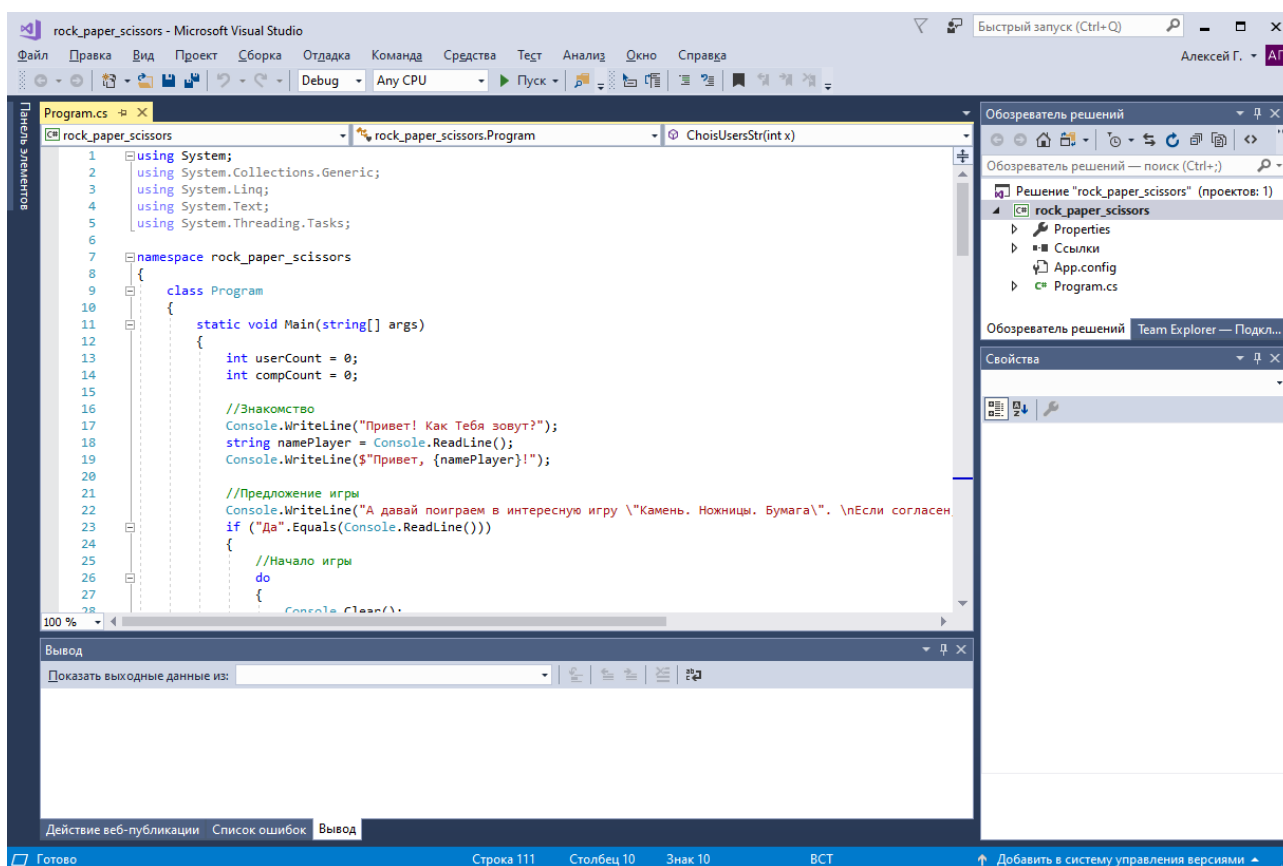 rock_paper_scissors - Microsoft Visual Studio
Быстрый запуск (Ctrl+Q)
Файл Правка Вид Проект Сборка Отладка Команда Средства Тест Анализ Окно Справка
Алексей Г. АГ
Debug Any CPU Пуск
Панель элементов
Program.cs
rock_paper_scissors rock_paper_scissors.Program ChoisUsersStr(int x)
1 using System;
2 using System.Collections.Generic;
3 using System.Linq;
4 using System.Text;
5 using System.Threading.Tasks;
6
7 namespace rock_paper_scissors
8 {
9 class Program
10 {
11 static void Main(string[] args)
12 {
13 int userCount = 0;
14 int compCount = 0;
15
16 //Знакомство
17 Console.WriteLine("Привет! Как Тебя зовут?");
18 string namePlayer = Console.ReadLine();
19 Console.WriteLine($"Привет, {namePlayer}!");
20
21 //Предложение игры
22 Console.WriteLine("А давай поиграем в интересную игру \"Камень. Ножницы. Бумага\". \nЕсли согласен
23 if ("Да".Equals(Console.ReadLine()))
24 {
25 //Начало игры
26 do
27 {
28 Console.Clear();
100 %
Вывод
Показать выходные данные из:
Действие веб-публикации Список ошибок Вывод
Обозреватель решений
Обозреватель решений — поиск (Ctrl+;)
Решение "rock_paper_scissors" (проектов: 1)
C# rock_paper_scissors
Properties
Ссылки
App.config
C# Program.cs
Обозреватель решений Team Explorer — Подкл...
Свойства
Готово Строка 111 Столбец 10 Знак 10 ВСТ Добавить в систему управления версиями